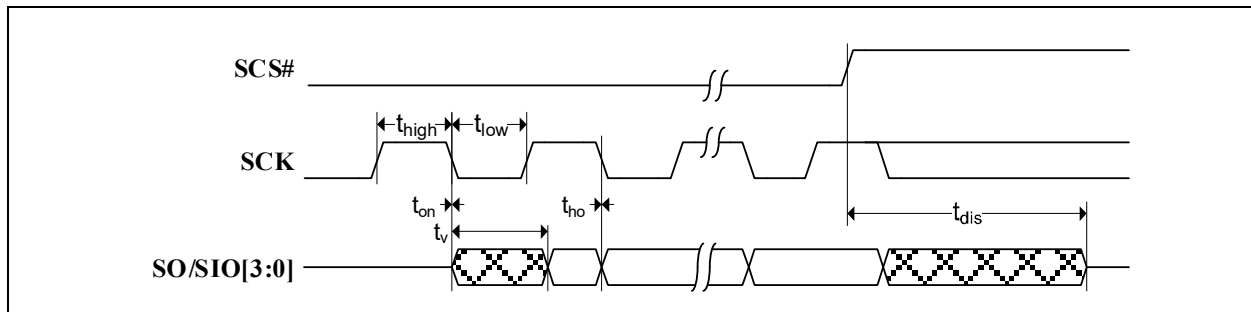 SCS#
thigh
tlow
SCK
ton
tho
tv
tdis
SO/SIO[3:0]